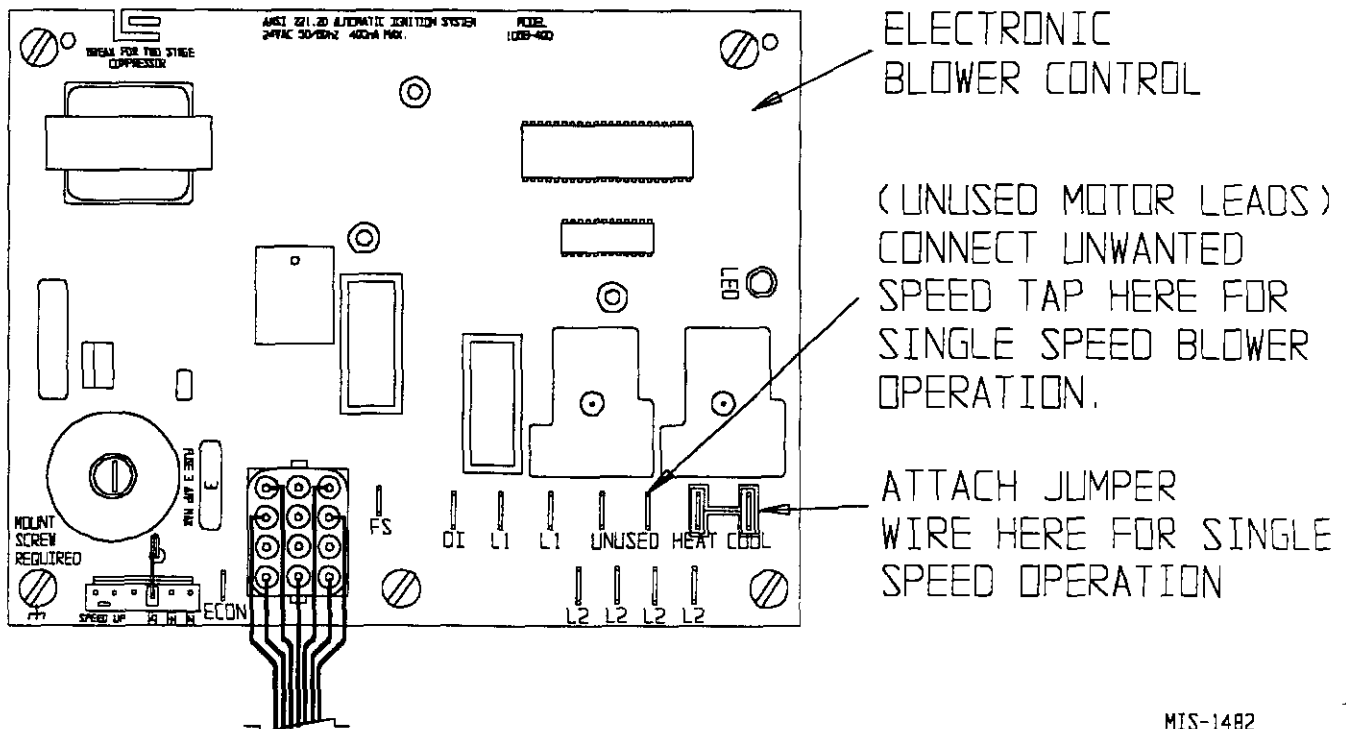 ANSI Z21.20 AUTOMATIC IGNITION SYSTEM
24VAC 50/60HZ 400mA MAX.
MODEL
BREAK FOR TWO STAGE
COMPRESSOR
ELECTRONIC
BLOWER CONTROL
(UNUSED MOTOR LEADS)
CONNECT UNWANTED
SPEED TAP HERE FOR
SINGLE SPEED BLOWER
OPERATION.
LED
FUSE 3 AMP MAX
3
MOUNT
SCREW
REQUIRED
FS
CI L1 L1 UNUSED HEAT COOL
ATTACH JUMPER
WIRE HERE FOR SINGLE
SPEED OPERATION
SPEED UP
ECON
L2 L2 L2 L2
MIS-1482